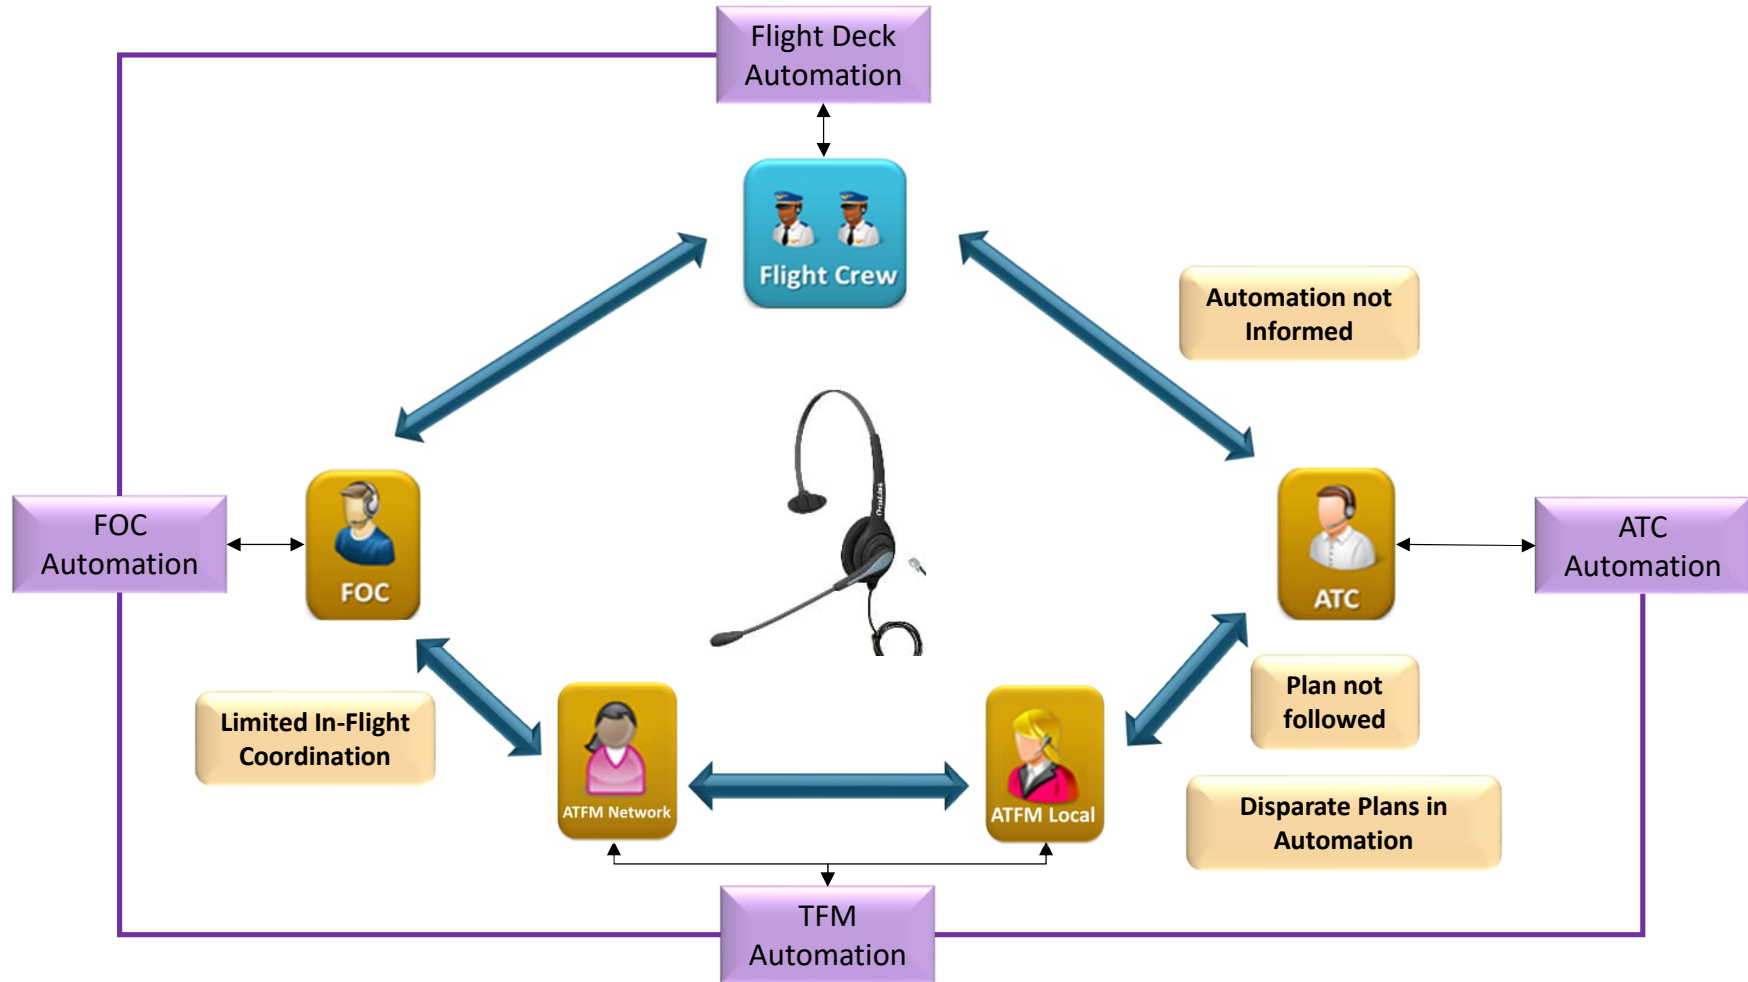 Flight Deck
Automation
Flight Crew
Automation not
Informed
FOC
Automation
FOC
ATC
ATC
Automation
Limited In-Flight
Coordination
ATFM Network
ATFM Local
Plan not
followed
Disparate Plans in
Automation
TFM
Automation